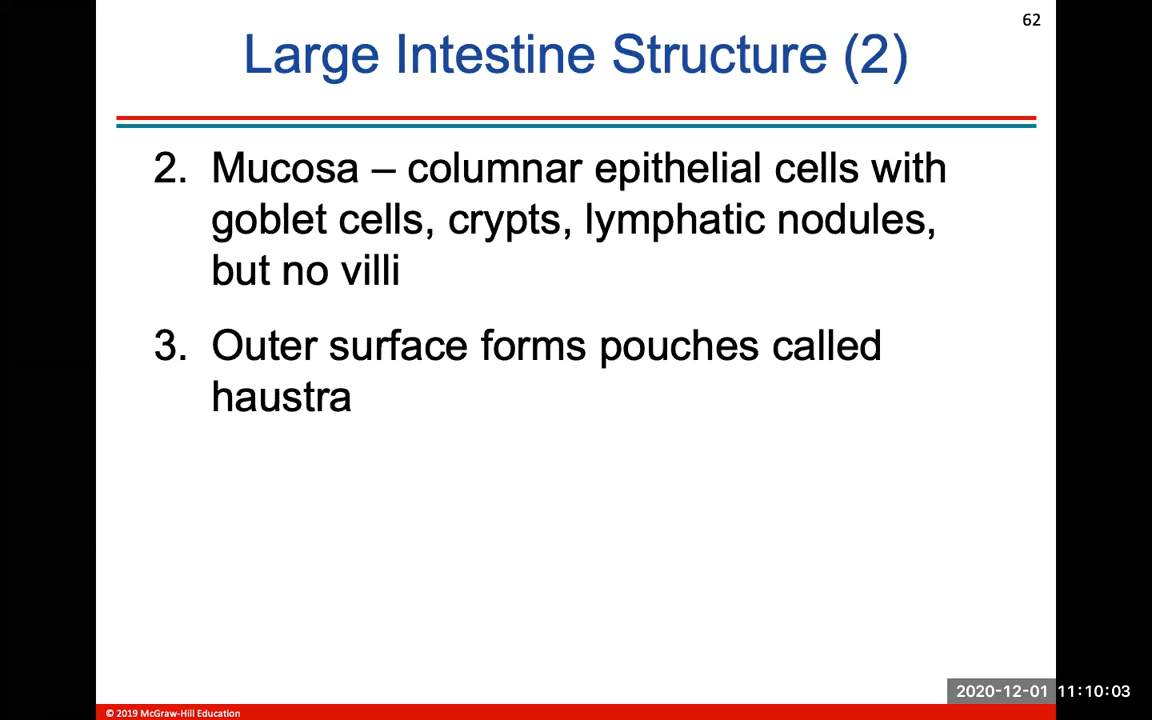 62
Large Intestine Structure (2)
2. Mucosa – columnar epithelial cells with
goblet cells, crypts, lymphatic nodules,
but no villi
3. Outer surface forms pouches called
haustra
2020-12-01 11:10:03
© 2019 McGraw-Hill Education